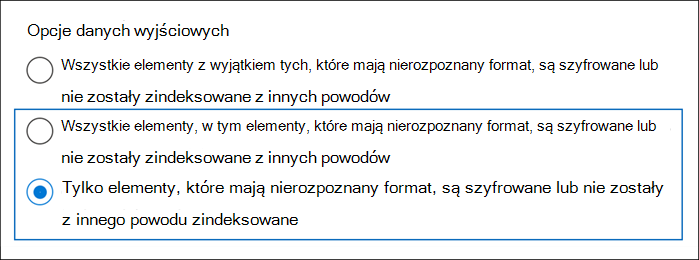 Opcje danych wyjściowych
Wszystkie elementy z wyjątkiem tych, które mają nierozpoznany format, są szyfrowane lub
nie zostały zindeksowane z innych powodów
Wszystkie elementy, w tym elementy, które mają nierozpoznany format, są szyfrowane lub
nie zostały zindeksowane z innych powodów
Tylko elementy, które mają nierozpoznany format, są szyfrowane lub nie zostały
z innego powodu zindeksowane